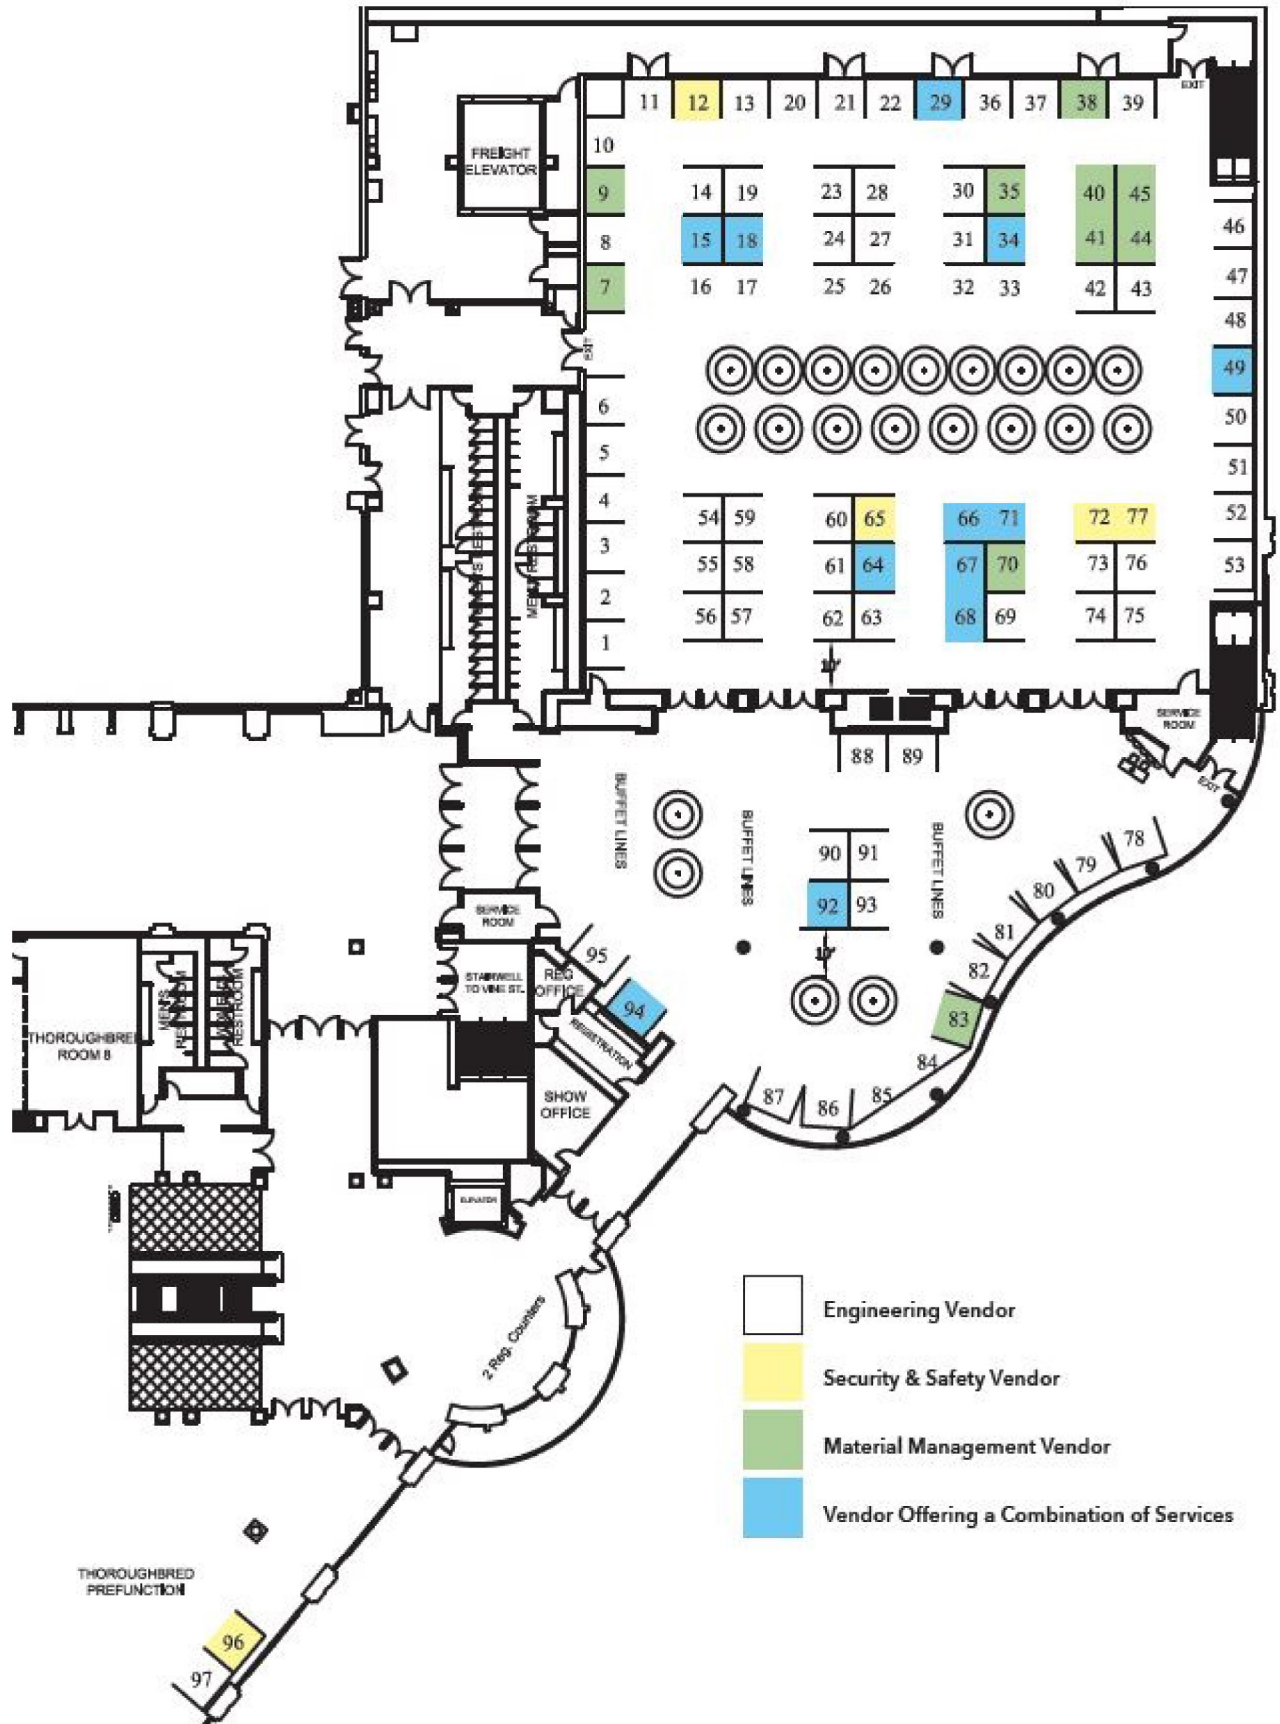 11 12 13 20 21 22 29 36 37 38 39
EXIT
10
FREIGHT
ELEVATOR
9 14 19 23 28 30 35 40 45
8 15 18 24 27 31 34 41 44 46
7 16 17 25 26 32 33 42 43 47
48
EXIT
49
6
50
5
51
4 54 59 60 65 66 71 72 77 52
3 55 58 61 64 67 70 73 76 53
2 56 57 62 63 68 69 74 75
1
MEN'S RESTROOM
10'
SERVICE
ROOM
88 89
EXIT
BUFFET LINES
BUFFET LINES
BUFFET LINES
90 91
78
79
80
92 93
81
82
83
84
85
86
87
10'
SERVICE
ROOM
95
STAIRWELL
TO VINE ST.
REG
OFFICE
94
REGISTRATION
SHOW
OFFICE
THOROUGHBRED
ROOM 8
MEN'S
RESTROOM
RESTROOM
ELEVATOR
2 Reg. Counters
Engineering Vendor
Security & Safety Vendor
Material Management Vendor
Vendor Offering a Combination of Services
THOROUGHBRED
PREFUNCTION
96
97